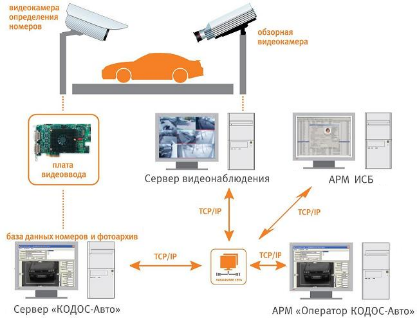 видеокамера
определения
номеров
обзорная
видеокамера
плата
видеоввода
Сервер видеонаблюдения
АРМ ИСБ
TCP/IP
TCP/IP
база данных номеров и фотоархив
TCP/IP
TCP/IP
Сервер «КОДОС-Авто»
АРМ «Оператор КОДОС-Авто»